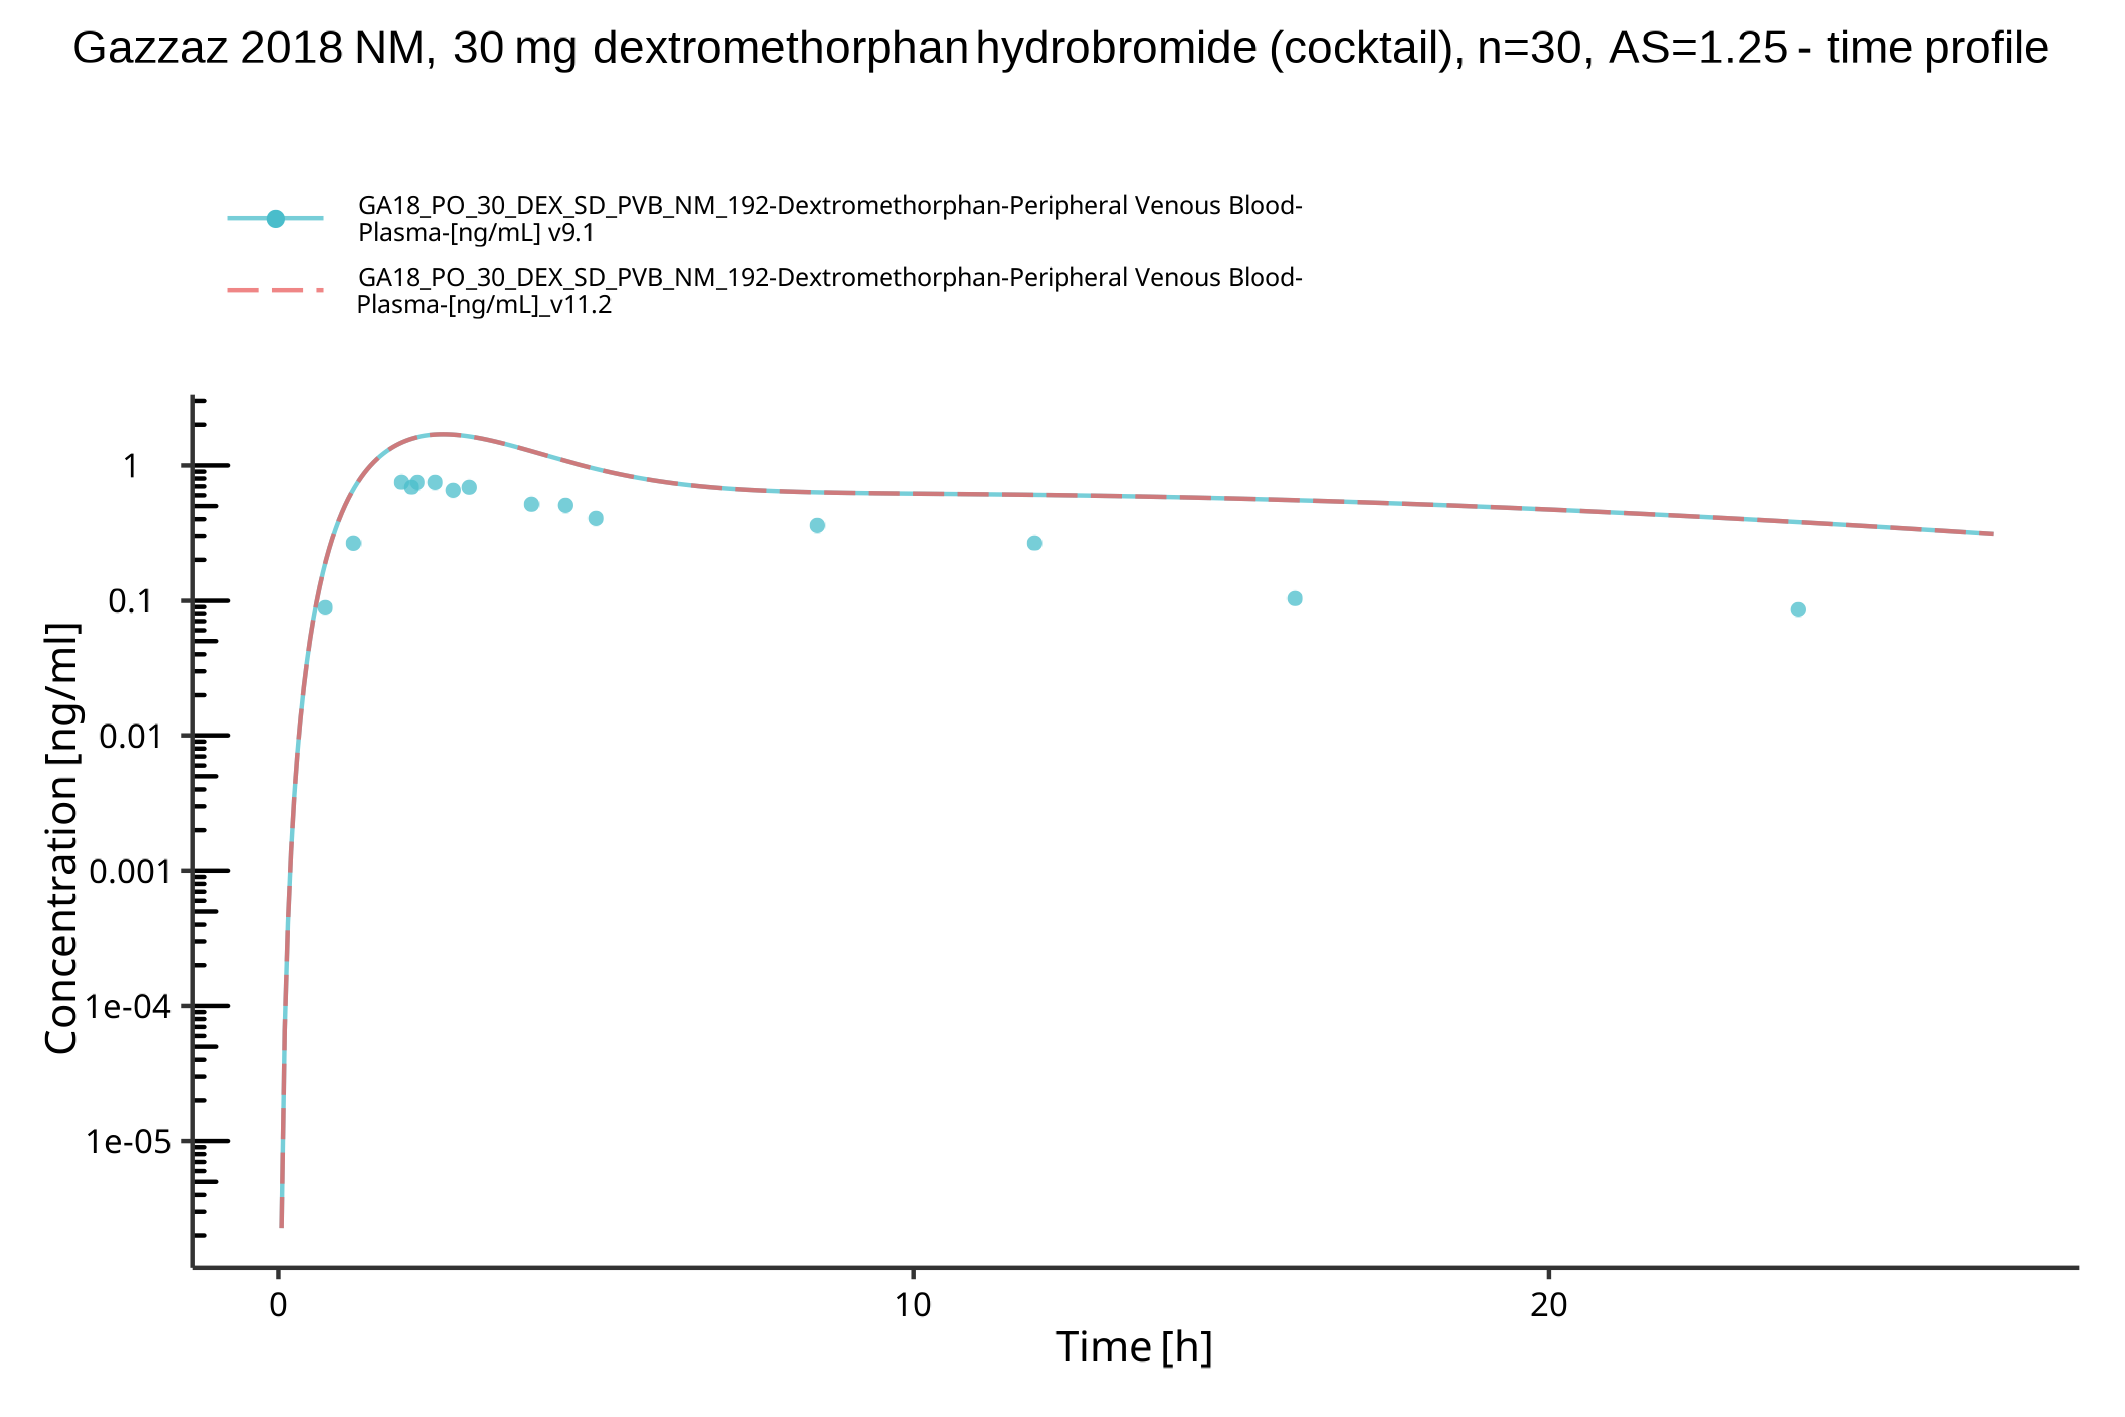 Gazzaz 2018 NM, 30 mg dextromethorphan hydrobromide (cocktail), n=30, AS=1.25 - time profile
GA18_PO_30_DEX_SD_PVB_NM_192-Dextromethorphan-Peripheral Venous Blood-
Plasma-[ng/mL] v9.1
GA18_PO_30_DEX_SD_PVB_NM_192-Dextromethorphan-Peripheral Venous Blood-
Plasma-[ng/mL]_v11.2
Concentration [ng/ml]
1
0.1
0.01
0.001
1e-04
1e-05
0
10
20
Time [h]